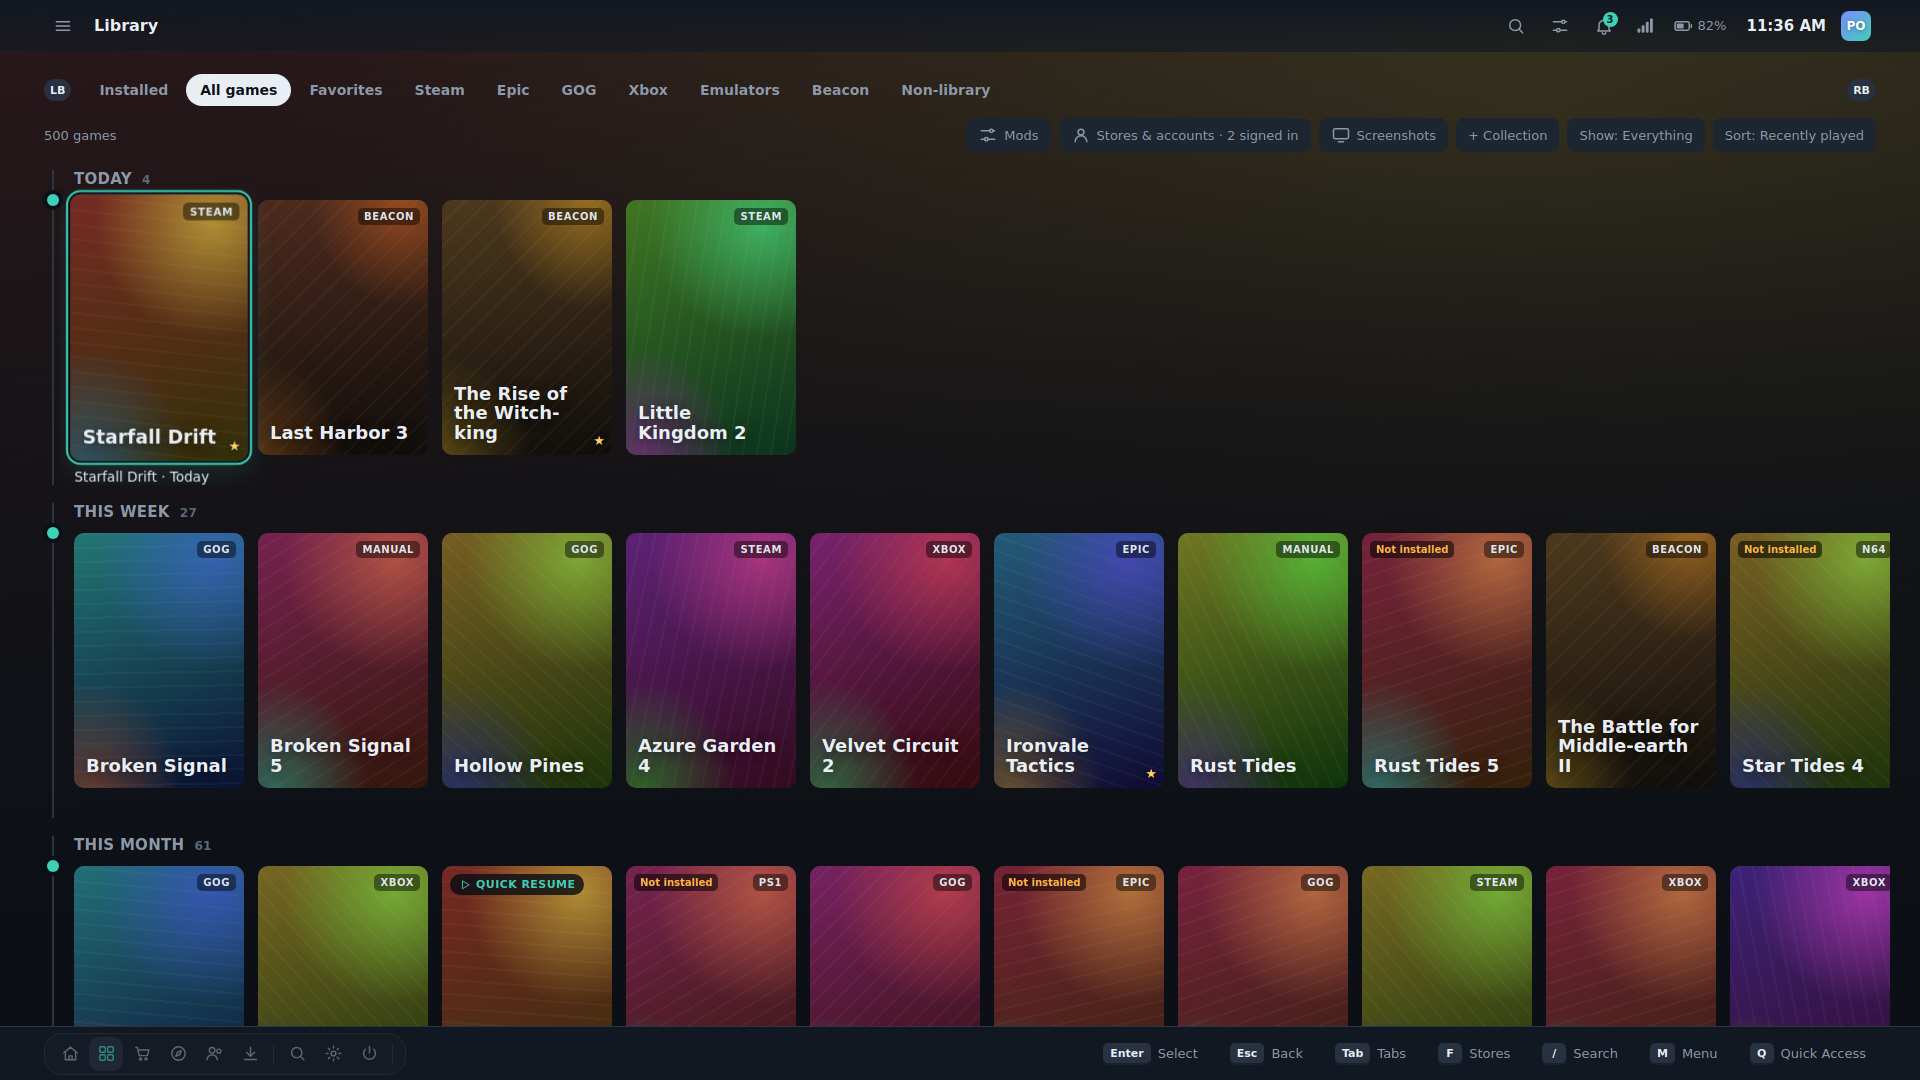 Library
3
82%
11:36 AM
PO
LB
Installed
All games
Favorites
Steam
Epic
GOG
Xbox
Emulators
Beacon
Non-library
RB
500 games
Mods
Stores & accounts · 2 signed in
Screenshots
+ Collection
Show: Everything
Sort: Recently played
TODAY 4
STEAM
Starfall Drift
★
Starfall Drift · Today
BEACON
Last Harbor 3
BEACON
The Rise of
the Witch-
king
★
STEAM
Little
Kingdom 2
THIS WEEK 27
GOG
Broken Signal
MANUAL
Broken Signal
5
GOG
Hollow Pines
STEAM
Azure Garden
4
XBOX
Velvet Circuit
2
EPIC
Ironvale
Tactics
★
MANUAL
Rust Tides
Not installed
EPIC
Rust Tides 5
BEACON
The Battle for
Middle-earth
II
Not installed
N64
Star Tides 4
THIS MONTH 61
GOG
XBOX
QUICK RESUME
Not installed
PS1
GOG
Not installed
EPIC
GOG
STEAM
XBOX
XBOX
Enter Select
Esc Back
Tab Tabs
F Stores
/ Search
M Menu
Q Quick Access